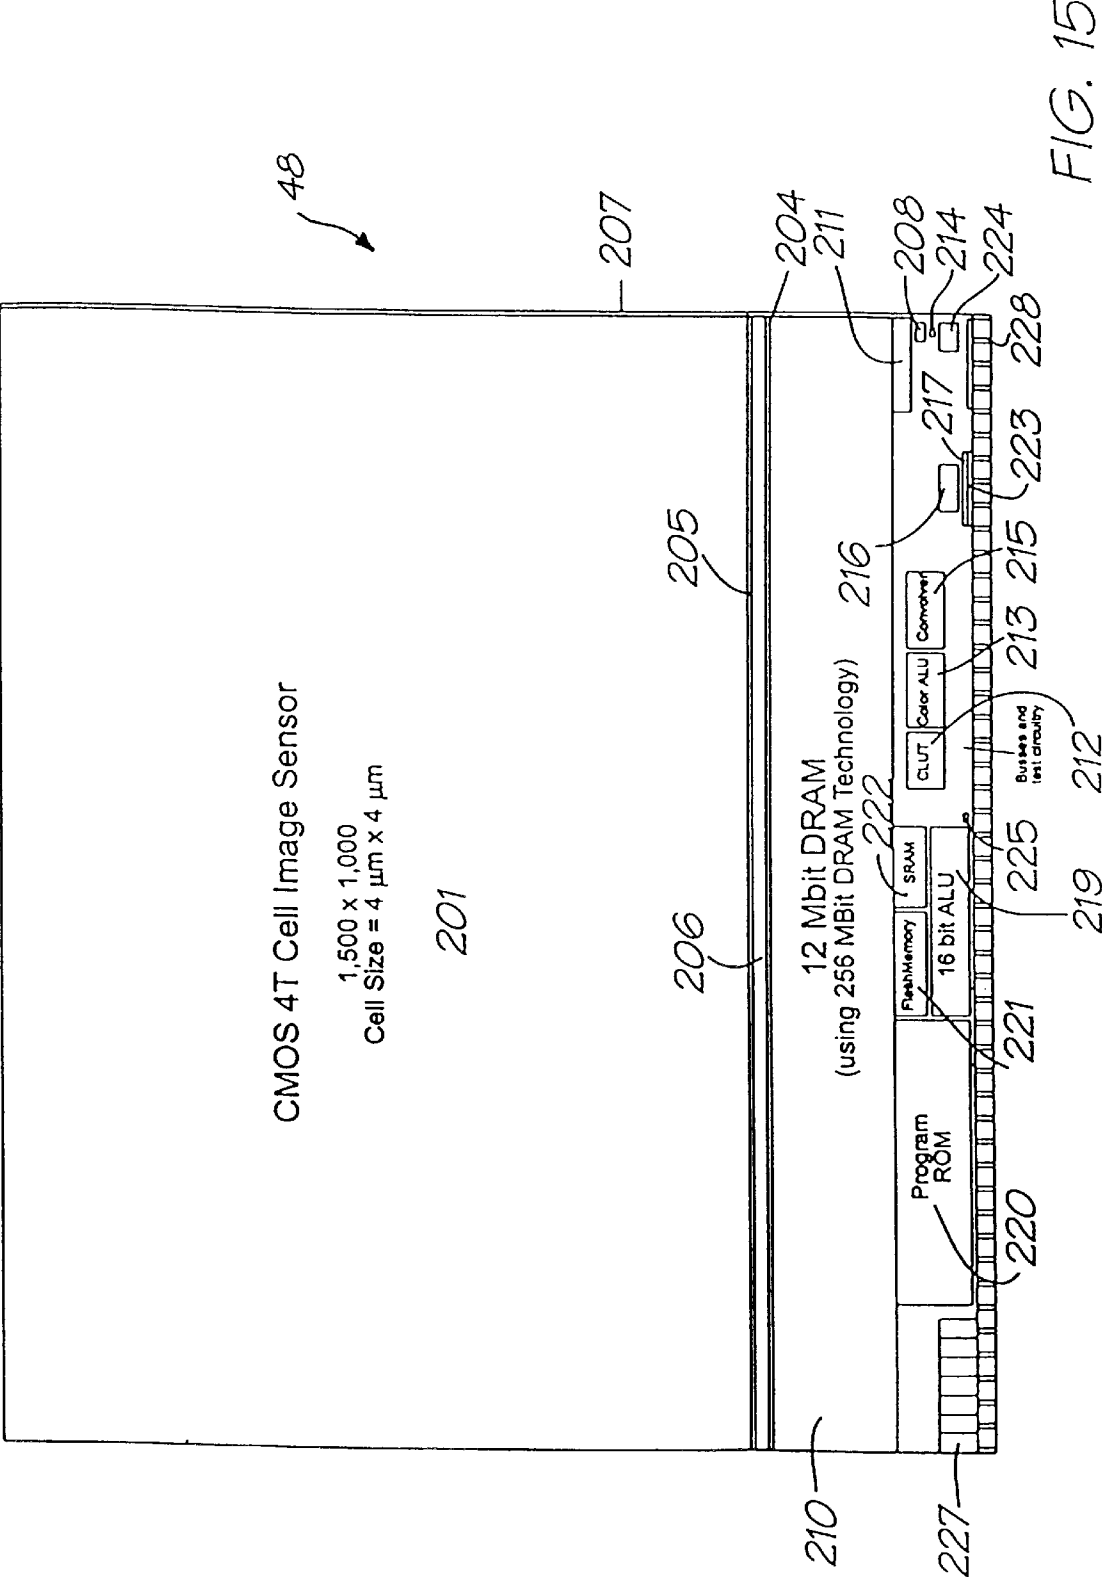 48
207
CMOS 4T Cell Image Sensor
1,500 x 1,000
Cell Size = 4 µm x 4 µm
201
205
206
204
211
12 Mbit DRAM
(using 256 MBit DRAM Technology)
210
208
214
224
228
217
223
216
215
213
212
222
225
219
221
220
227
Convolver
Color ALU
CLUT
SRAM
Flash Memory
16 bit ALU
Program
ROM
Busses and
test circuitry
FIG. 15